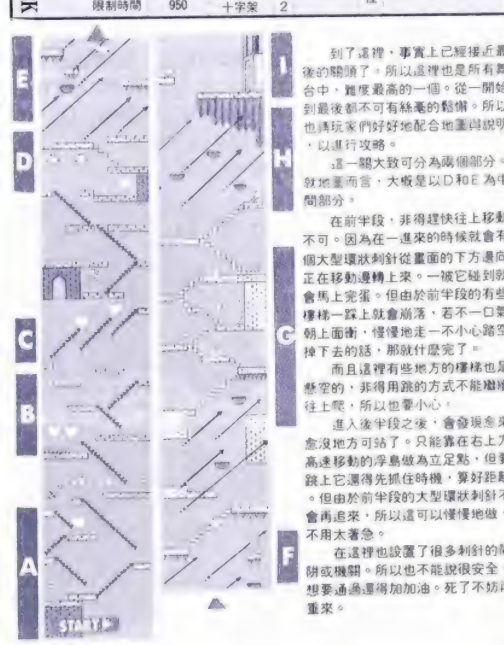 K
限制時間 950 十字架 2
到了這裡，事實上已經接近最
後的關頭了。所以這裡也是所有舞
台中，難度最高的一個。從一開始
到最後都不可有絲毫的鬆懈。所以
也請玩家們好好地配合地圖與說明
，以進行攻略。
這一關大致可分為兩個部分。
就地圖而言，大概是以D和E為中
間部分。
在前半段，非得趕快往上移動
不可。因為在一進來的時候就會有
個大型環狀刺針從畫面的下方邊向
正在移動邊轉上來。一被它碰到就
會馬上完蛋。但由於前半段的有些
樓梯一踩上就會崩落，若不一口氣
朝上面衝，慢慢地走一不小心踏空
掉下去的話，那就什麼完了。
而且這裡有些地方的樓梯也是
懸空的，非得用跳的方式不能繼續
往上爬，所以也要小心。
進入後半段之後，會發現愈來
愈沒地方可站了。只能靠在右上方
高速移動的浮島做為立足點，但要
跳上它還得先抓住時機，算好距離
。但由於前半段的大型環狀刺針不
會再追來，所以這可以慢慢地做，
不用太著急。
在這裡也設置了很多刺針的陷
阱或機關。所以也不能說很安全。
想要通過還得加加油。死了不妨再
重來。
E
D
C
B
A
START
I
H
G
F